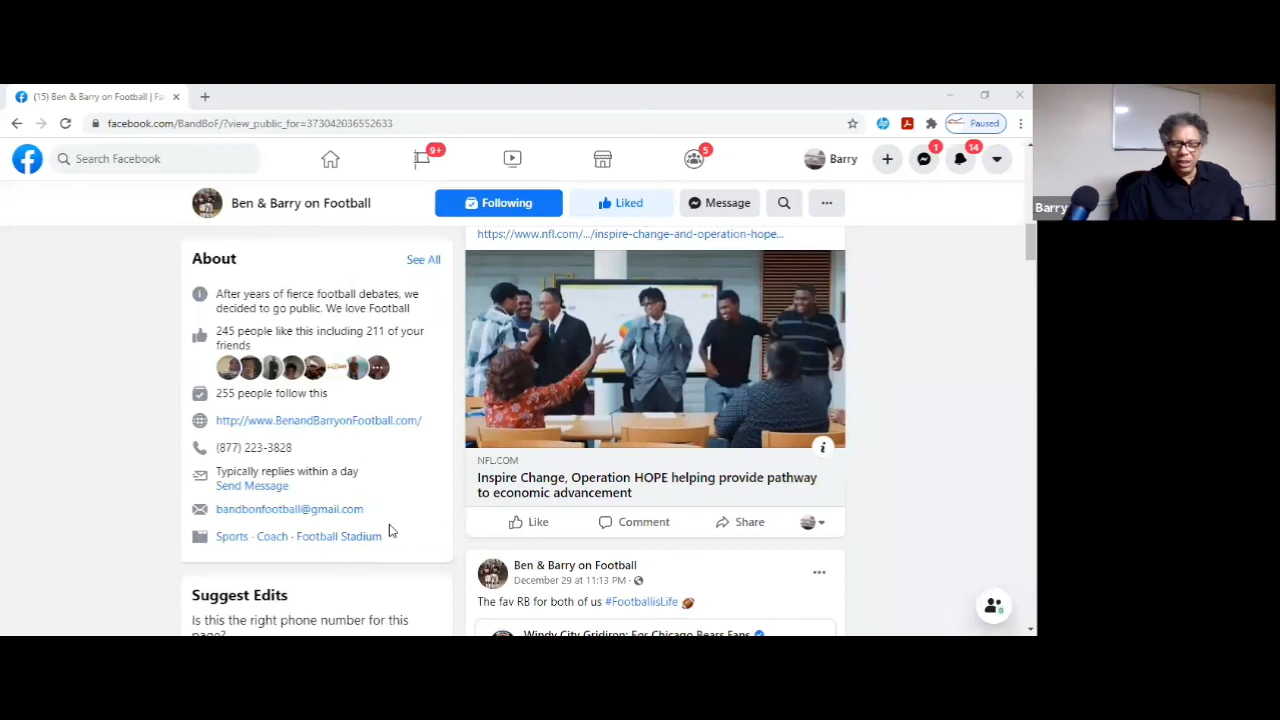 (15) Ben & Barry on Football | Fa
facebook.com/BandBoF/?view_public_for=373042036552633
Paused
Search Facebook
9+
5
Barry
1
14
Ben & Barry on Football
Following
Liked
Message
About
See All
After years of fierce football debates, we
decided to go public. We love Football
245 people like this including 211 of your
friends
255 people follow this
http://www.BenandBarryonFootball.com/
(877) 223-3828
Typically replies within a day
Send Message
bandbonfootball@gmail.com
Sports · Coach · Football Stadium
Suggest Edits
Is this the right phone number for this
page?
https://www.nfl.com/.../inspire-change-and-operation-hope...
NFL.COM
Inspire Change, Operation HOPE helping provide pathway
to economic advancement
Like
Comment
Share
Ben & Barry on Football
December 29 at 11:13 PM ·
The fav RB for both of us #FootballisLife
Windy City Gridiron: For Chicago Bears Fans
Barry